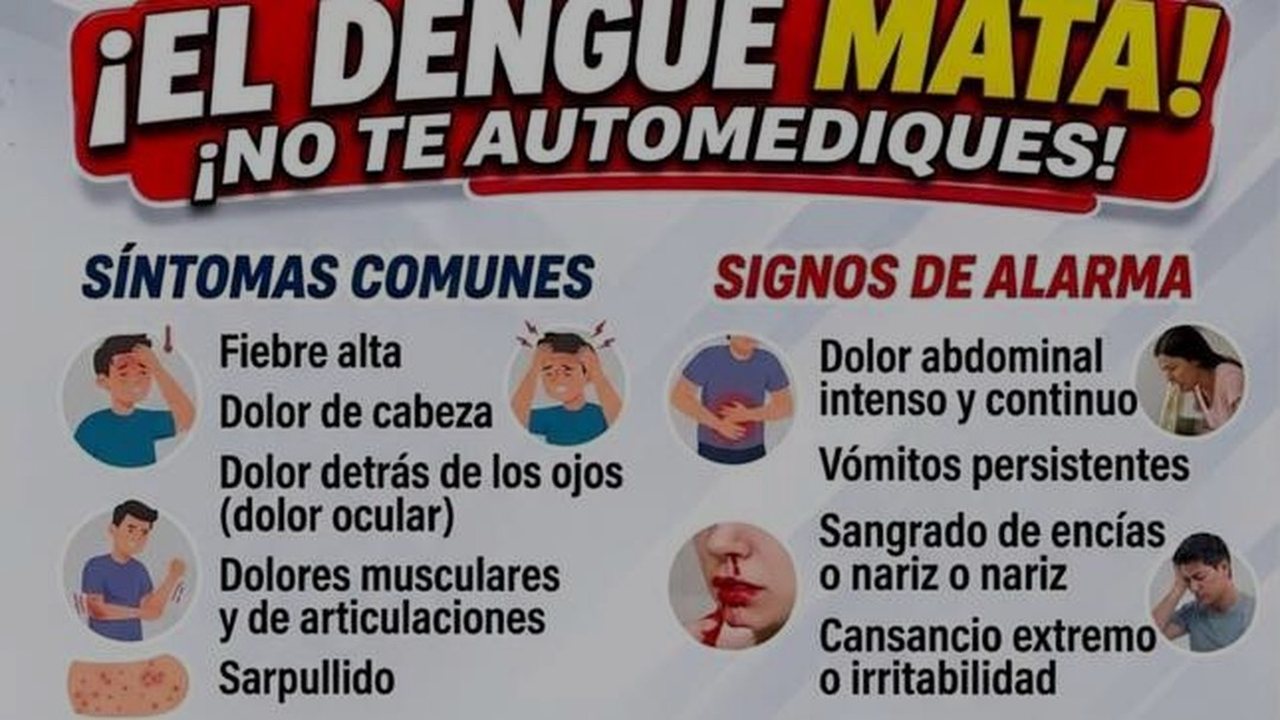 ¡EL DENGUE MATA!
¡NO TE AUTOMEDIQUES!
SÍNTOMAS COMUNES
Fiebre alta
Dolor de cabeza
Dolor detrás de los ojos
(dolor ocular)
Dolores musculares
y de articulaciones
Sarpullido
SIGNOS DE ALARMA
Dolor abdominal
intenso y continuo
Vómitos persistentes
Sangrado de encías
o nariz o nariz
Cansancio extremo
o irritabilidad